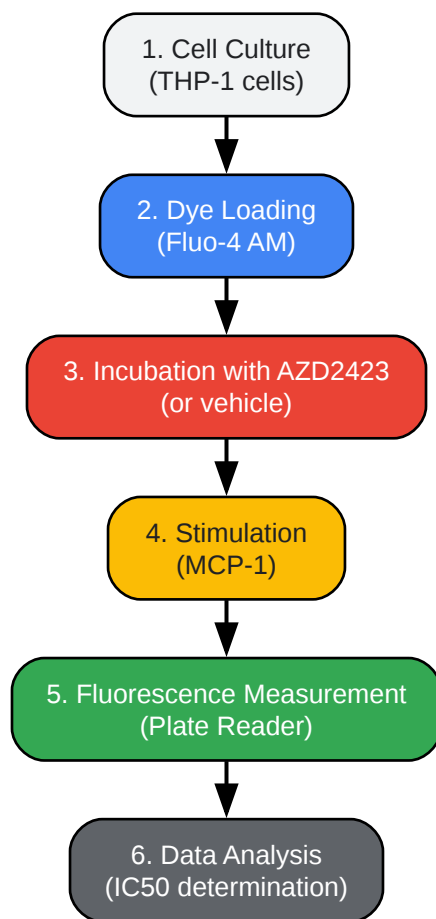 1. Cell Culture
(THP-1 cells)
2. Dye Loading
(Fluo-4 AM)
3. Incubation with AZD2423
(or vehicle)
4. Stimulation
(MCP-1)
5. Fluorescence Measurement
(Plate Reader)
6. Data Analysis
(IC50 determination)